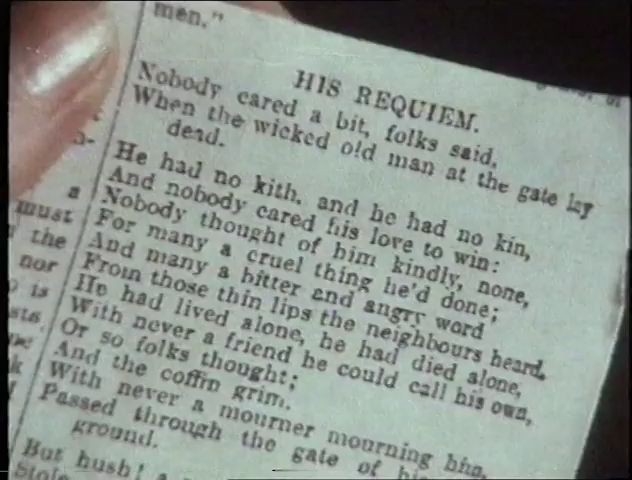 men."
HIS REQUIEM.
Nobody cared a bit, folks said,
When the wicked old man at the gate lay
dead.
He had no kith, and he had no kin,
And nobody cared his love to win:
Nobody thought of him kindly, none,
For many a cruel thing he'd done;
And many a bitter and angry word
From those thin lips the neighbours heard.
He had lived alone, he had died alone,
With never a friend he could call his own,
Or so folks thought;
And the coffin grim.
With never a mourner mourning him,
Passed through the gate of
ground.
But hush! a
Stole
a
must
the
nor
is